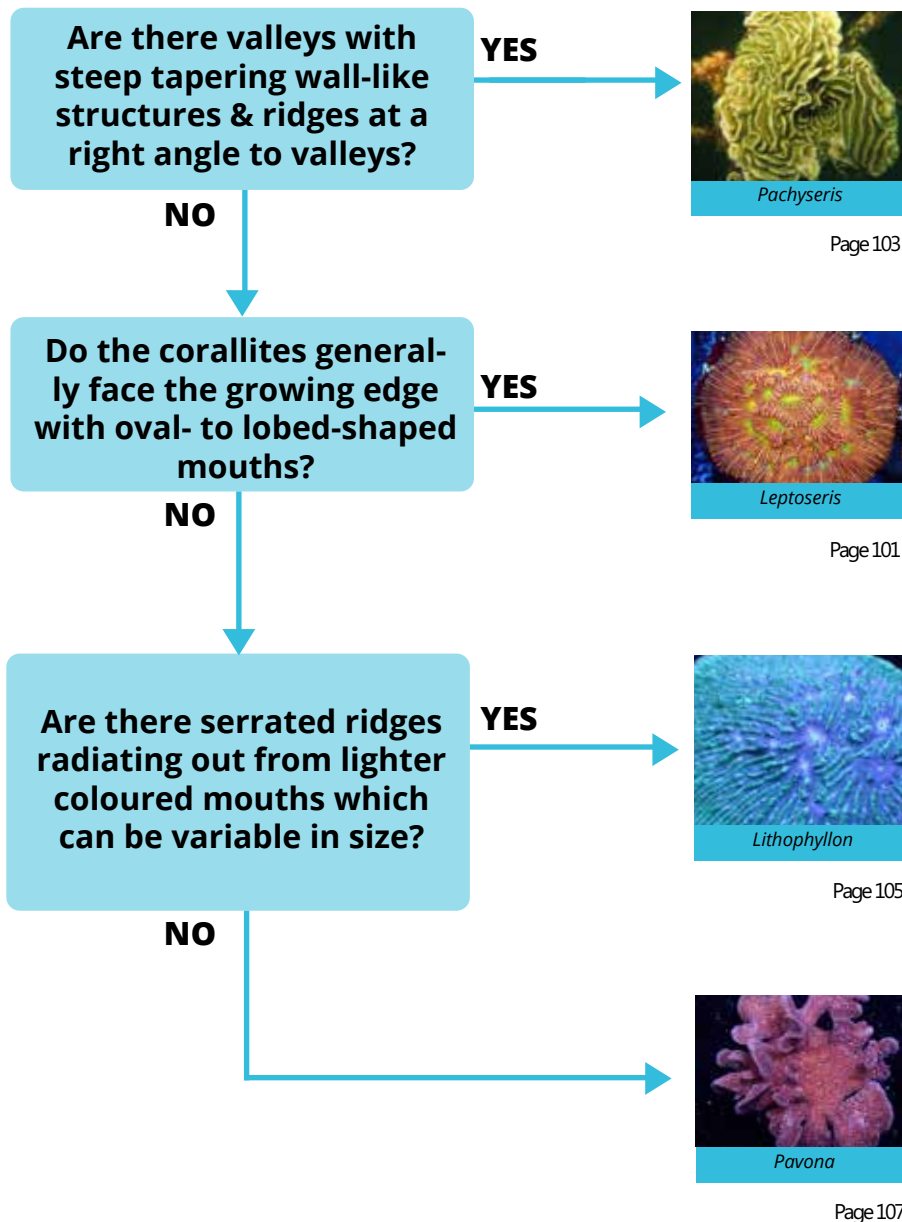 Are there valleys with
steep tapering wall-like
structures & ridges at a
right angle to valleys?
YES
Pachyseris
Page 103
NO
Do the corallites general-
ly face the growing edge
with oval- to lobed-shaped
mouths?
YES
Leptoseris
Page 101
NO
Are there serrated ridges
radiating out from lighter
coloured mouths which
can be variable in size?
YES
Lithophyllon
Page 105
NO
Pavona
Page 107